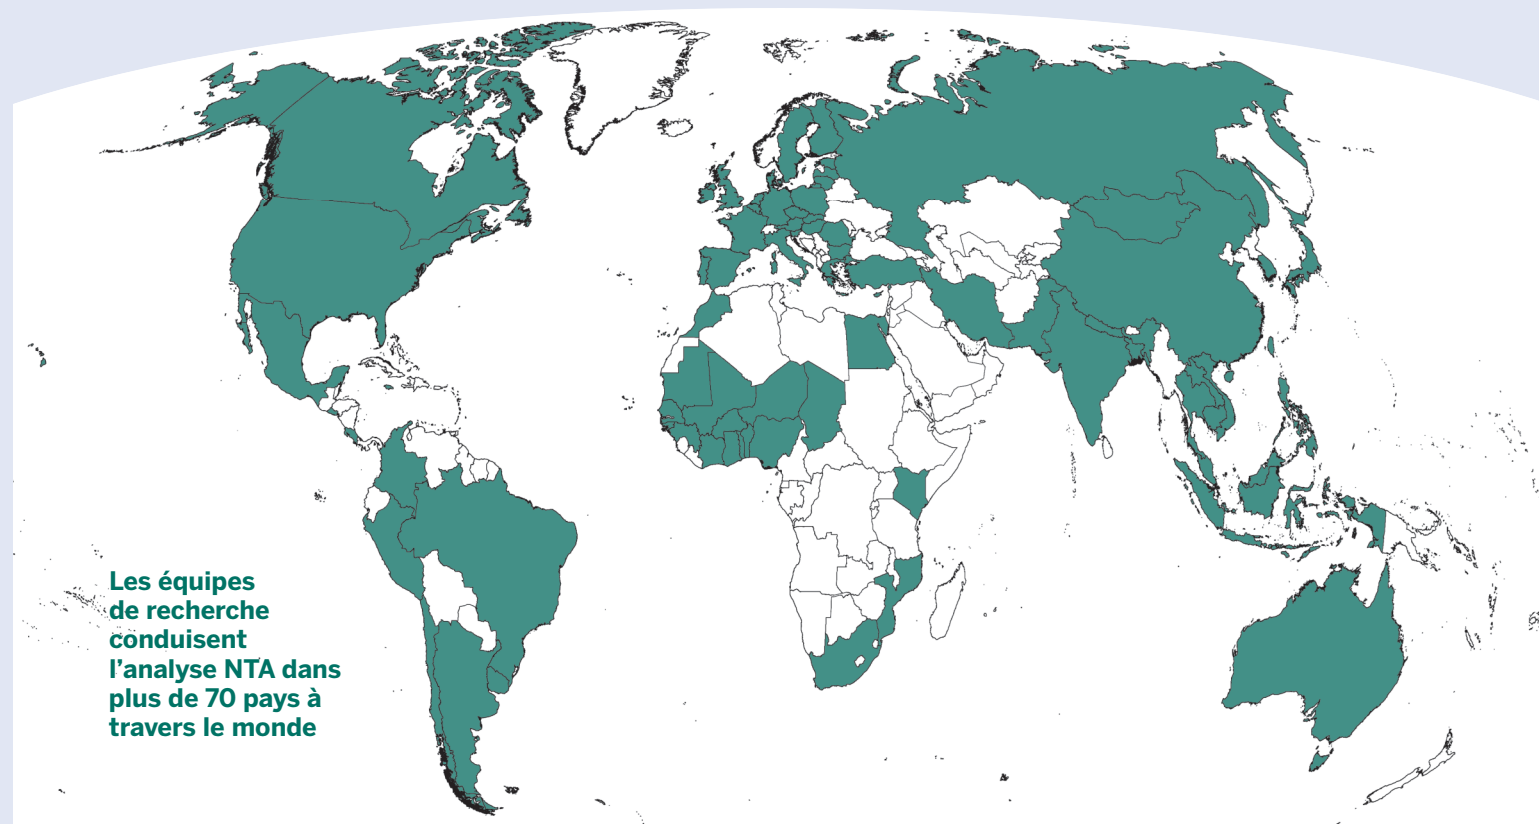 Les équipes
de recherche
conduisent
l’analyse NTA dans
plus de 70 pays à
travers le monde